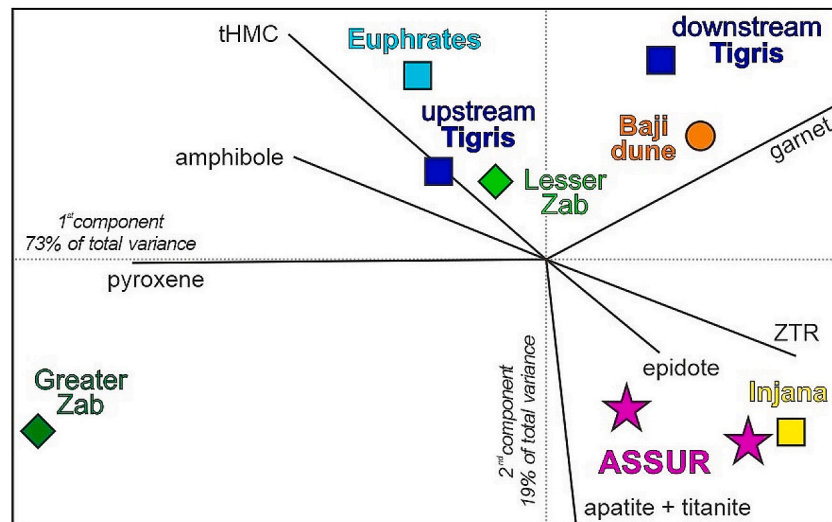 tHMC
Euphrates
downstream
Tigris
upstream
Tigris
Baji
dune
garnet
amphibole
Lesser
Zab
1st component
73% of total variance
pyroxene
ZTR
epidote
Greater
Zab
2nd component
19% of total variance
Injana
ASSUR
apatite + titanite